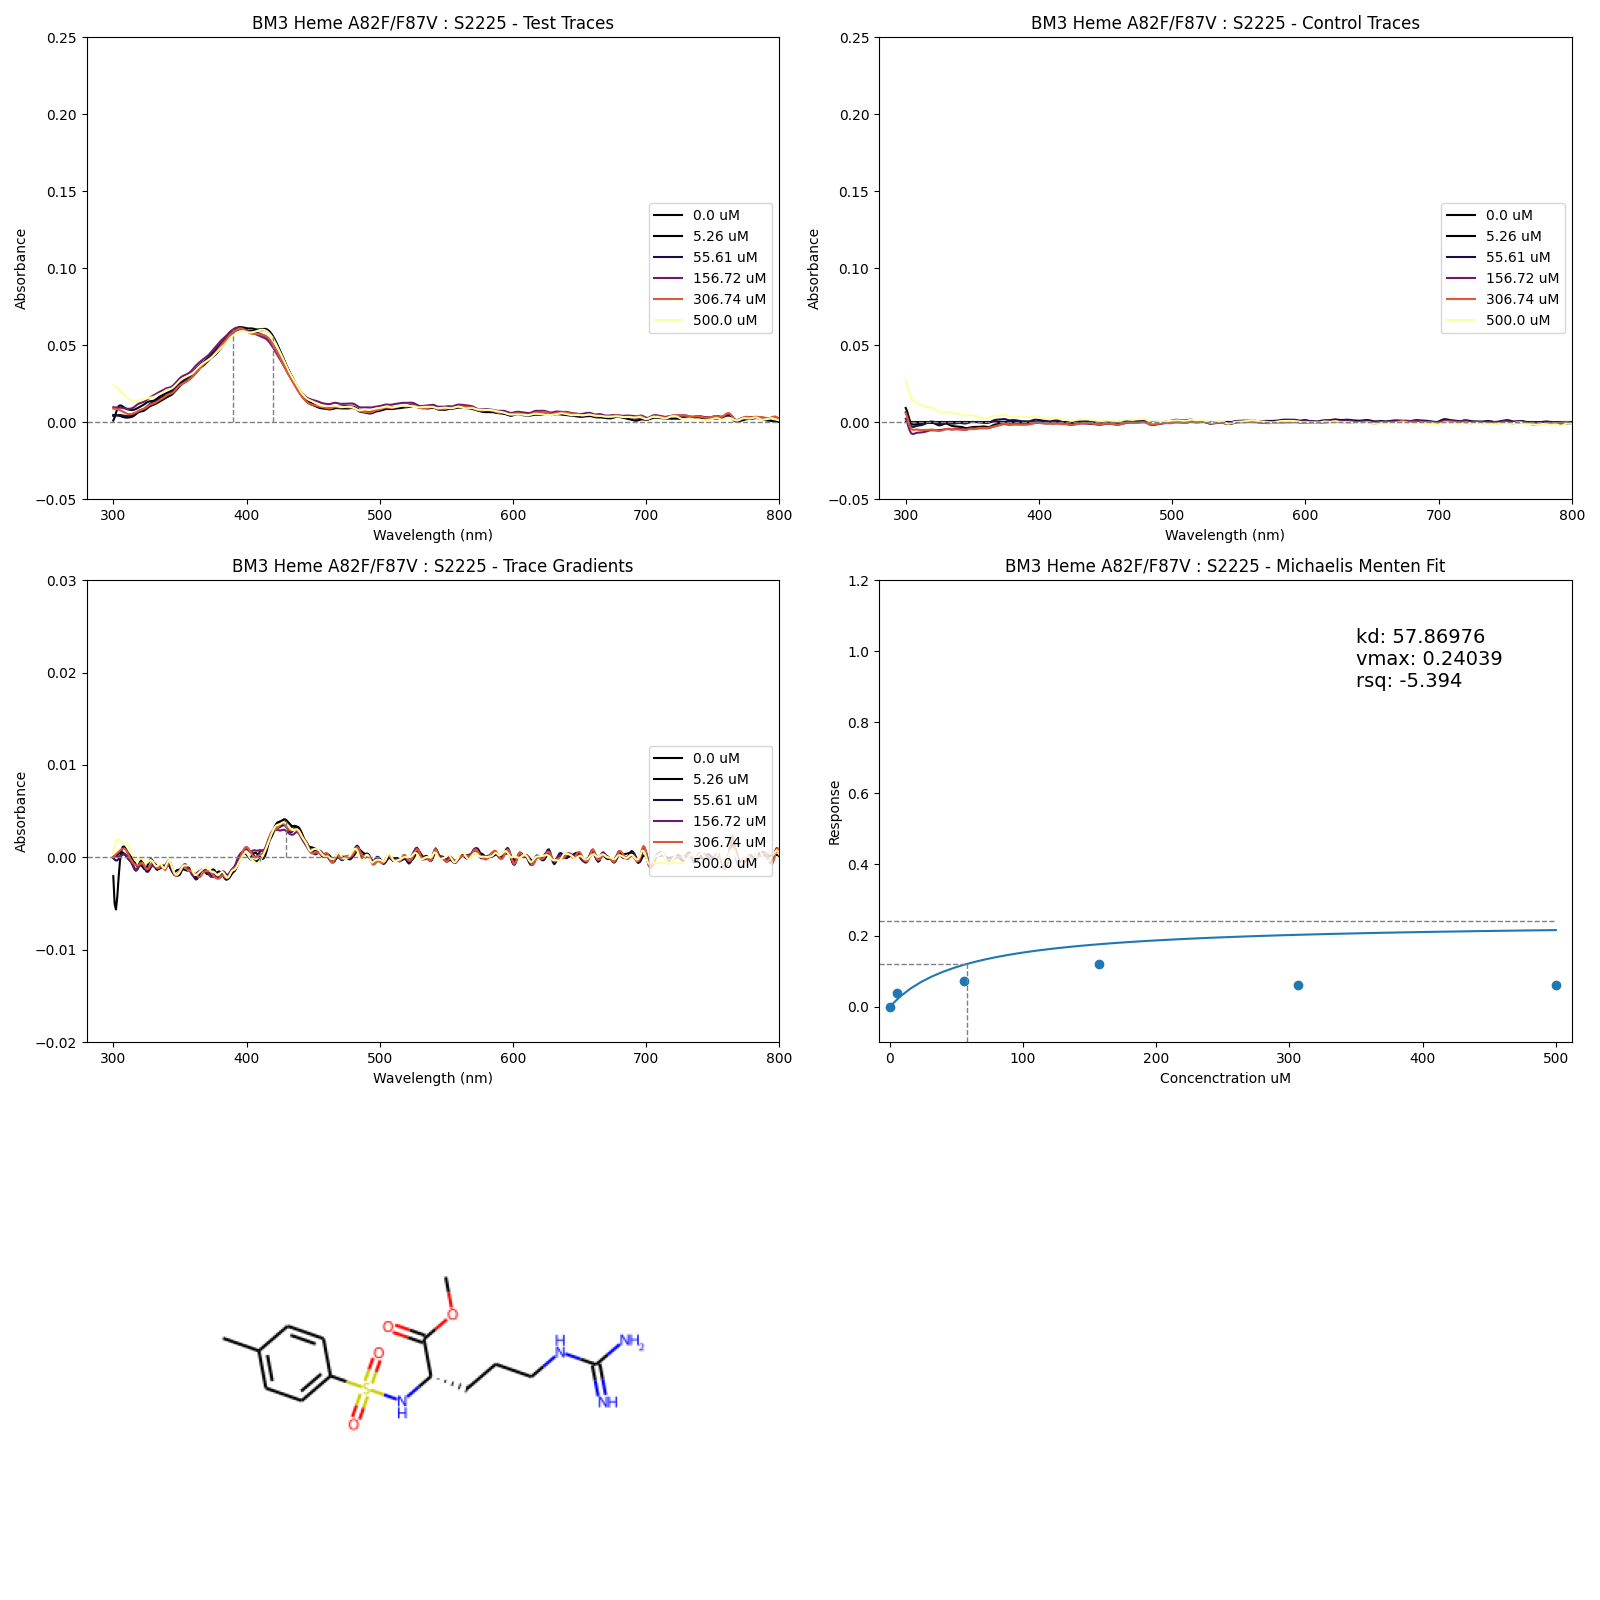 BM3 Heme A82F/F87V : S2225 - Test Traces
0.25
0.20
0.15
0.10
0.05
0.00
−0.05
Absorbance
300 400 500 600 700 800
Wavelength (nm)
0.0 uM
5.26 uM
55.61 uM
156.72 uM
306.74 uM
500.0 uM
BM3 Heme A82F/F87V : S2225 - Control Traces
0.25
0.20
0.15
0.10
0.05
0.00
−0.05
Absorbance
300 400 500 600 700 800
Wavelength (nm)
0.0 uM
5.26 uM
55.61 uM
156.72 uM
306.74 uM
500.0 uM
BM3 Heme A82F/F87V : S2225 - Trace Gradients
0.03
0.02
0.01
0.00
−0.01
−0.02
Absorbance
300 400 500 600 700 800
Wavelength (nm)
0.0 uM
5.26 uM
55.61 uM
156.72 uM
306.74 uM
500.0 uM
BM3 Heme A82F/F87V : S2225 - Michaelis Menten Fit
1.2
1.0
0.8
0.6
0.4
0.2
0.0
Response
0 100 200 300 400 500
Concenctration uM
kd: 57.86976
vmax: 0.24039
rsq: -5.394
O
O
O
S
O
N
H
H
N
NH2
NH